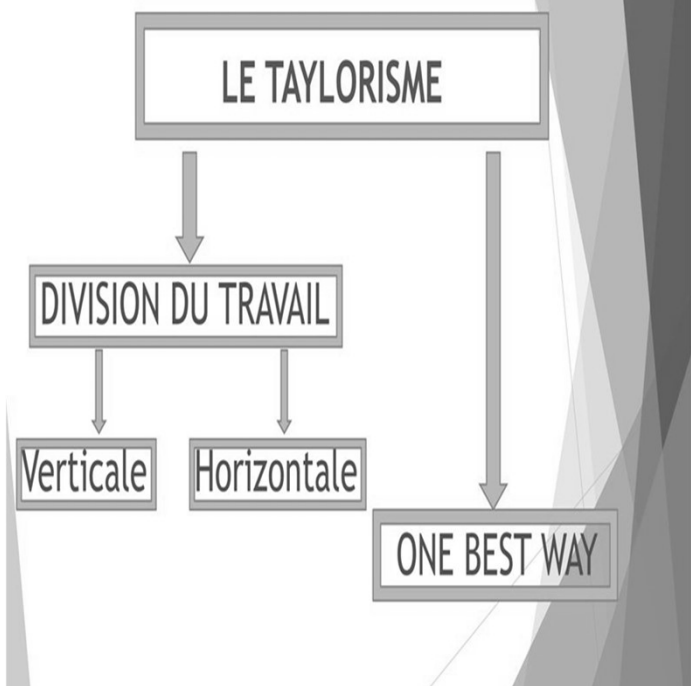 LE TAYLORISME
DIVISION DU TRAVAIL
Verticale
Horizontale
ONE BEST WAY